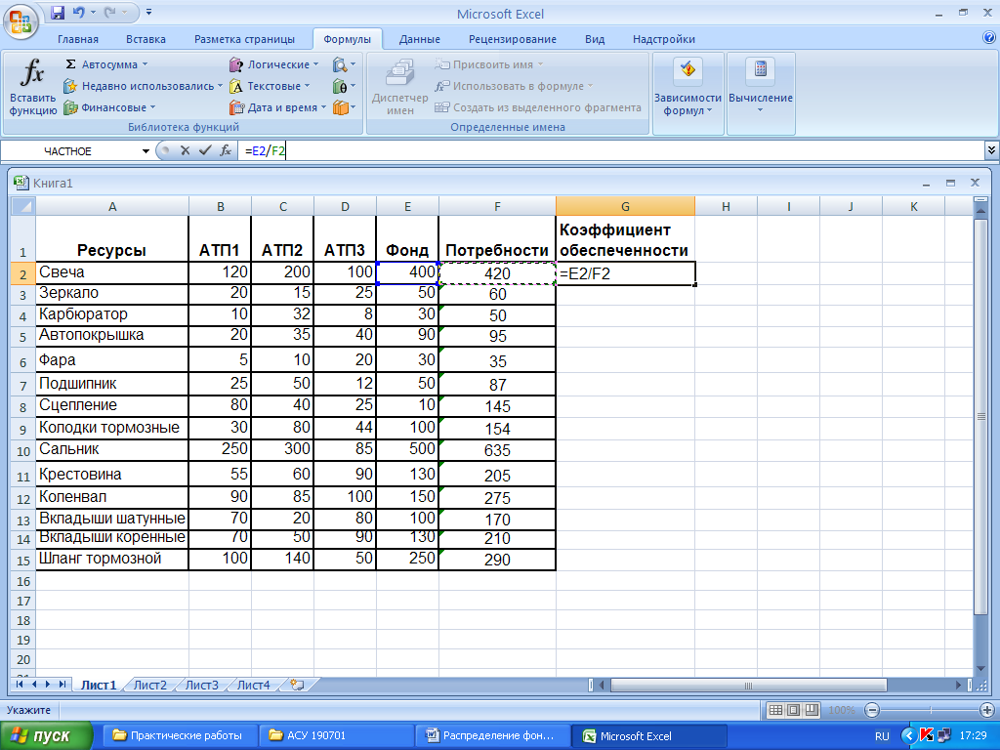 Microsoft Excel
Главная Вставка Разметка страницы Формулы Данные Рецензирование Вид Надстройки
fx Вставить функцию
Σ Автосумма
Недавно использовались
Финансовые
Логические
Текстовые
Дата и время
Библиотека функций
Диспетчер имен
Присвоить имя
Использовать в формуле
Создать из выделенного фрагмента
Определенные имена
Зависимости формул
Вычисление
ЧАСТНОЕ fx =E2/F2
Книга1
A B C D E F G H I J K
1 Ресурсы АТП1 АТП2 АТП3 Фонд Потребности Коэффициент обеспеченности
2 Свеча 120 200 100 400 420 =E2/F2
3 Зеркало 20 15 25 50 60
4 Карбюратор 10 32 8 30 50
5 Автопокрышка 20 35 40 90 95
6 Фара 5 10 20 30 35
7 Подшипник 25 50 12 50 87
8 Сцепление 80 40 25 10 145
9 Колодки тормозные 30 80 44 100 154
10 Сальник 250 300 85 500 635
11 Крестовина 55 60 90 130 205
12 Коленвал 90 85 100 150 275
13 Вкладыши шатунные 70 20 80 100 170
14 Вкладыши коренные 70 50 90 130 210
15 Шланг тормозной 100 140 50 250 290
16
17
18
19
20
Лист1 Лист2 Лист3 Лист4
Укажите 100%
пуск Практические работы АСУ 190701 Распределение фон... Microsoft Excel RU 17:29